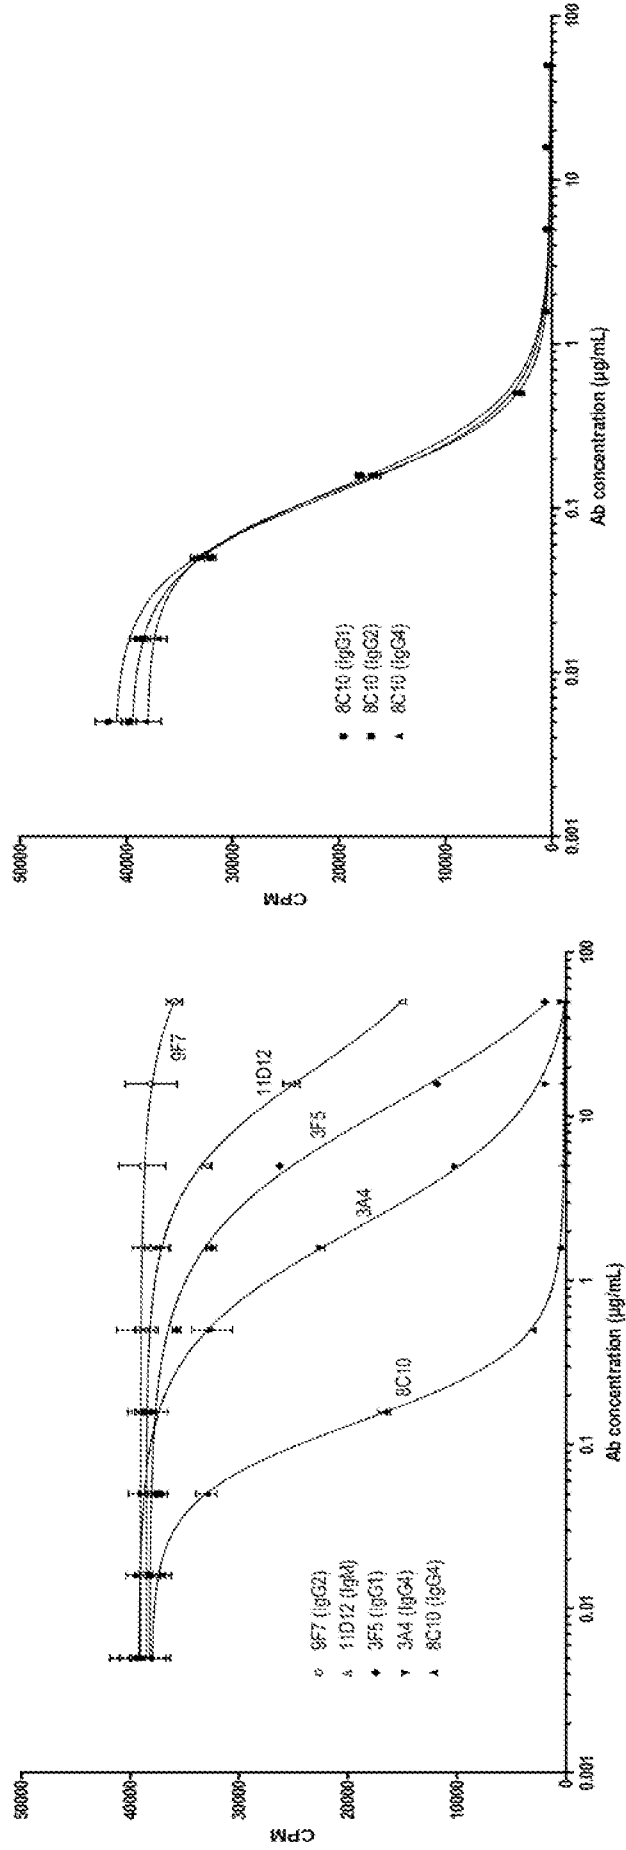 50000
40000
30000
20000
10000
0
CPM
9F7
11D12
3F5
3A4
8C10
9F7 (IgG2)
11D12 (IgM)
3F5 (IgG1)
3A4 (IgG4)
8C10 (IgG4)
0.001
0.01
0.1
1
10
100
Ab concentration (µg/mL)
50000
40000
30000
20000
10000
0
CPM
8C10 (IgG1)
8C10 (IgG2)
8C10 (IgG4)
0.001
0.01
0.1
1
10
100
Ab concentration (µg/mL)